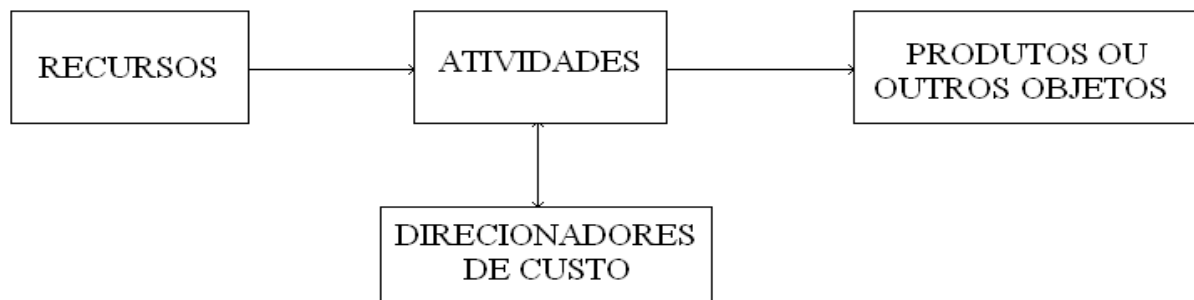 RECURSOS
ATIVIDADES
PRODUTOS OU
OUTROS OBJETOS
DIRECIONADORES
DE CUSTO